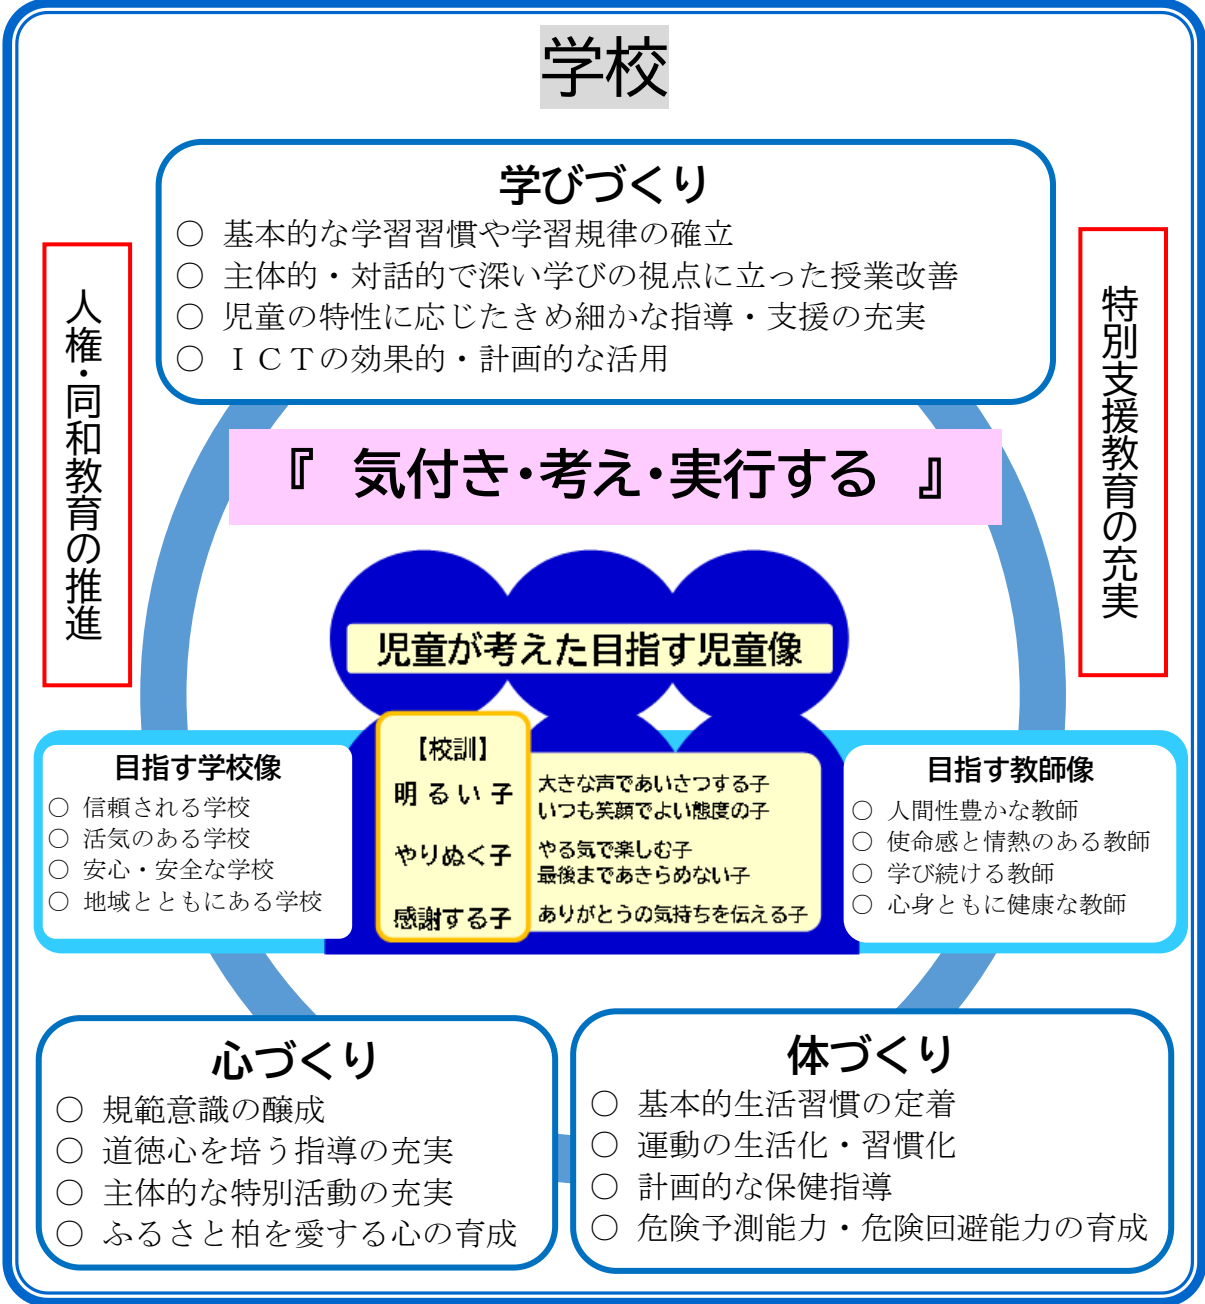 学校
学びづくり
○ 基本的な学習習慣や学習規律の確立
○ 主体的・対話的で深い学びの視点に立った授業改善
○ 児童の特性に応じたきめ細かな指導・支援の充実
○ ＩＣＴの効果的・計画的な活用
人権・同和教育の推進
特別支援教育の充実
『 気付き・考え・実行する 』
児童が考えた目指す児童像
【校訓】
明るい子
大きな声であいさつする子
いつも笑顔でよい態度の子
やりぬく子
やる気で楽しむ子
最後まであきらめない子
感謝する子
ありがとうの気持ちを伝える子
目指す学校像
○ 信頼される学校
○ 活気のある学校
○ 安心・安全な学校
○ 地域とともにある学校
目指す教師像
○ 人間性豊かな教師
○ 使命感と情熱のある教師
○ 学び続ける教師
○ 心身ともに健康な教師
心づくり
○ 規範意識の醸成
○ 道徳心を培う指導の充実
○ 主体的な特別活動の充実
○ ふるさと柏を愛する心の育成
体づくり
○ 基本的生活習慣の定着
○ 運動の生活化・習慣化
○ 計画的な保健指導
○ 危険予測能力・危険回避能力の育成